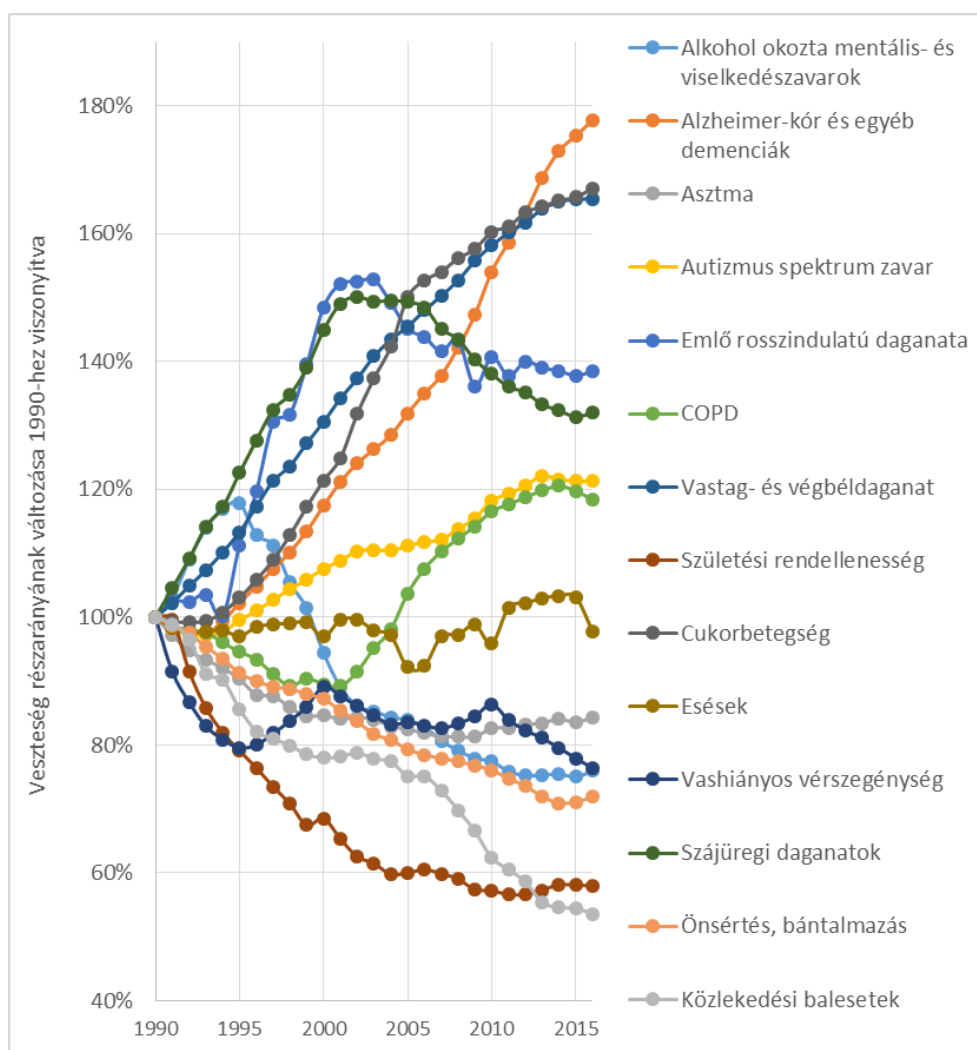 Veszteség részarányának változása 1990-hez viszonyítva
180%
160%
140%
120%
100%
80%
60%
40%
1990
1995
2000
2005
2010
2015
Alkohol okozta mentális- és
viselkedészavarok
Alzheimer-kór és egyéb
demenciák
Asztma
Autizmus spektrum zavar
Emlő rosszindulatú daganata
COPD
Vastag- és végbéldaganat
Születési rendellenesség
Cukorbetegség
Esések
Vashiányos vérszegénység
Szájüregi daganatok
Önsértés, bántalmazás
Közlekedési balesetek